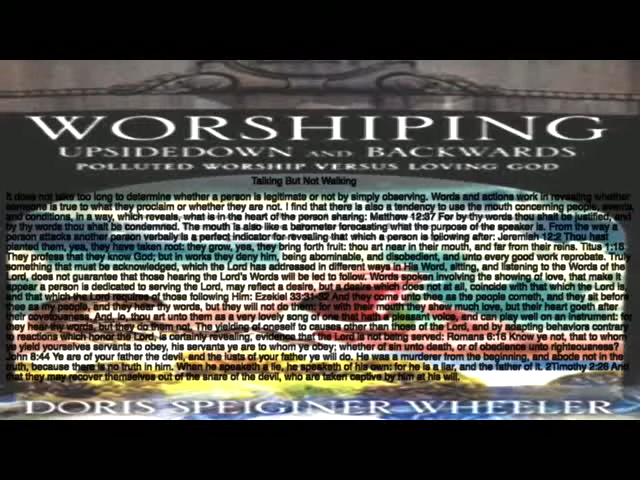 WORSHIPING
UPSIDEDOWN AND BACKWARDS
POLLUTED WORSHIP VERSUS LOVING GOD
Talking But Not Walking
It does not take too long to determine whether a person is legitimate or not by simply observing. Words and actions work in revealing whether
someone is true to what they proclaim or whether they are not. I find that there is also a tendency to use the mouth concerning people, events,
and conditions, in a way, which reveals, what is in the heart of the person sharing: Matthew 12:37 For by thy words thou shalt be justified, and
by thy words thou shalt be condemned. The mouth is also like a barometer forecasting what the purpose of the speaker is. From the way a
person attacks another person verbally is a perfect indicator for revealing that which a person is following after: Jeremiah 12:2 Thou hast
planted them, yea, they have taken root: they grow, yea, they bring forth fruit: thou art near in their mouth, and far from their reins. Titus 1:16
They profess that they know God; but in works they deny him, being abominable, and disobedient, and unto every good work reprobate. Truly
something that must be acknowledged, which the Lord has addressed in different ways in His Word, sitting, and listening to the Words of the
Lord, does not guarantee that those hearing the Lord's Words will be led to follow. Words spoken involving the showing of love, that make it
appear a person is dedicated to serving the Lord, may reflect a desire, but a desire which does not at all, coincide with that which the Lord is
and that which the Lord requires of those following Him: Ezekiel 33:31-32 And they come unto thee as the people cometh, and they sit before
thee as my people, and they hear thy words, but they will not do them: for with their mouth they shew much love, but their heart goeth after
their covetousness. And, lo, thou art unto them as a very lovely song of one that hath a pleasant voice, and can play well on an instrument: for
they hear thy words, but they do them not. The yielding of oneself to causes other than those of the Lord, and by adapting behaviors contrary
to reactions which honor the Lord, is certainly revealing, evidence that the Lord is not being served: Romans 6:16 Know ye not, that to whom
ye yield yourselves servants to obey, his servants ye are to whom ye obey; whether of sin unto death, or of obedience unto righteousness?
John 8:44 Ye are of your father the devil, and the lusts of your father ye will do. He was a murderer from the beginning, and abode not in the
truth, because there is no truth in him. When he speaketh a lie, he speaketh of his own: for he is a liar, and the father of it. 2Timothy 2:26 And
that they may recover themselves out of the snare of the devil, who are taken captive by him at his will.
DORIS SPEIGINER WHEELER